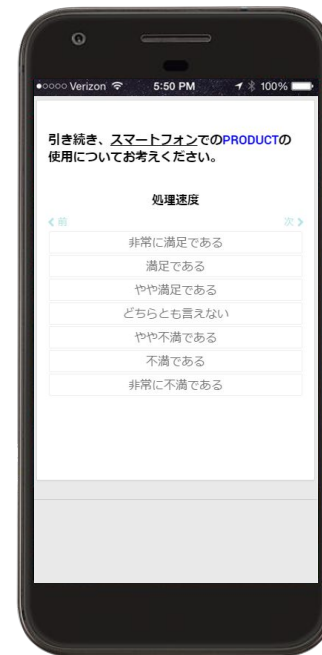 ●○○○○ Verizon 5:50 PM 100%
引き続き、スマートフォンでのPRODUCTの
使用についてお考えください。
処理速度
前 次
非常に満足である
満足である
やや満足である
どちらとも言えない
やや不満である
不満である
非常に不満である